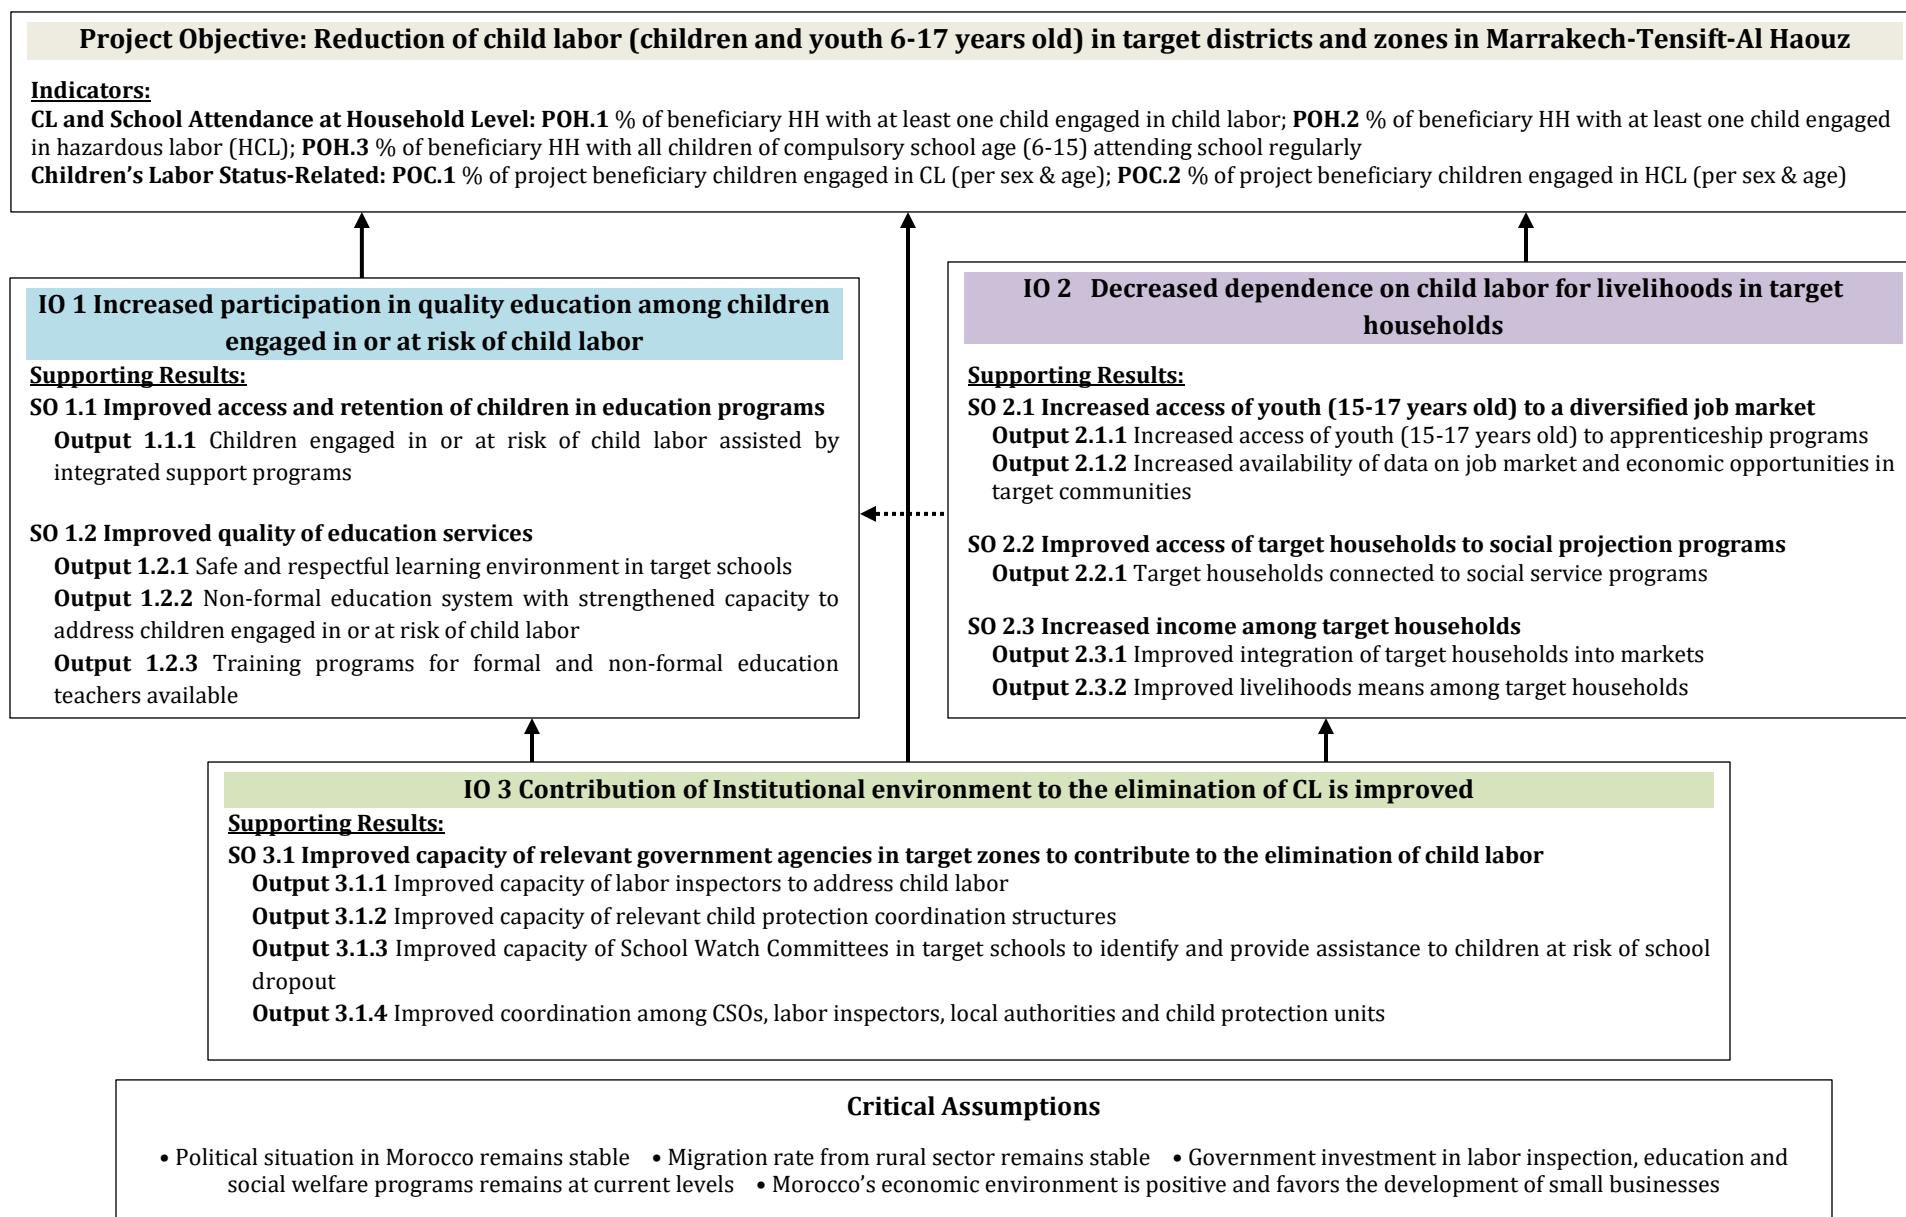 Project Objective: Reduction of child labor (children and youth 6-17 years old) in target districts and zones in Marrakech-Tensift-Al Haouz
Indicators:
CL and School Attendance at Household Level: POH.1 % of beneficiary HH with at least one child engaged in child labor; POH.2 % of beneficiary HH with at least one child engaged
in hazardous labor (HCL); POH.3 % of beneficiary HH with all children of compulsory school age (6-15) attending school regularly
Children's Labor Status-Related: POC.1 % of project beneficiary children engaged in CL (per sex & age); POC.2 % of project beneficiary children engaged in HCL (per sex & age)
IO 1 Increased participation in quality education among children
engaged in or at risk of child labor
Supporting Results:
SO 1.1 Improved access and retention of children in education programs
Output 1.1.1 Children engaged in or at risk of child labor assisted by
integrated support programs
SO 1.2 Improved quality of education services
Output 1.2.1 Safe and respectful learning environment in target schools
Output 1.2.2 Non-formal education system with strengthened capacity to
address children engaged in or at risk of child labor
Output 1.2.3 Training programs for formal and non-formal education
teachers available
IO 2 Decreased dependence on child labor for livelihoods in target
households
Supporting Results:
SO 2.1 Increased access of youth (15-17 years old) to a diversified job market
Output 2.1.1 Increased access of youth (15-17 years old) to apprenticeship programs
Output 2.1.2 Increased availability of data on job market and economic opportunities in
target communities
SO 2.2 Improved access of target households to social projection programs
Output 2.2.1 Target households connected to social service programs
SO 2.3 Increased income among target households
Output 2.3.1 Improved integration of target households into markets
Output 2.3.2 Improved livelihoods means among target households
IO 3 Contribution of Institutional environment to the elimination of CL is improved
Supporting Results:
SO 3.1 Improved capacity of relevant government agencies in target zones to contribute to the elimination of child labor
Output 3.1.1 Improved capacity of labor inspectors to address child labor
Output 3.1.2 Improved capacity of relevant child protection coordination structures
Output 3.1.3 Improved capacity of School Watch Committees in target schools to identify and provide assistance to children at risk of school
dropout
Output 3.1.4 Improved coordination among CSOs, labor inspectors, local authorities and child protection units
Critical Assumptions
• Political situation in Morocco remains stable • Migration rate from rural sector remains stable • Government investment in labor inspection, education and
social welfare programs remains at current levels • Morocco's economic environment is positive and favors the development of small businesses